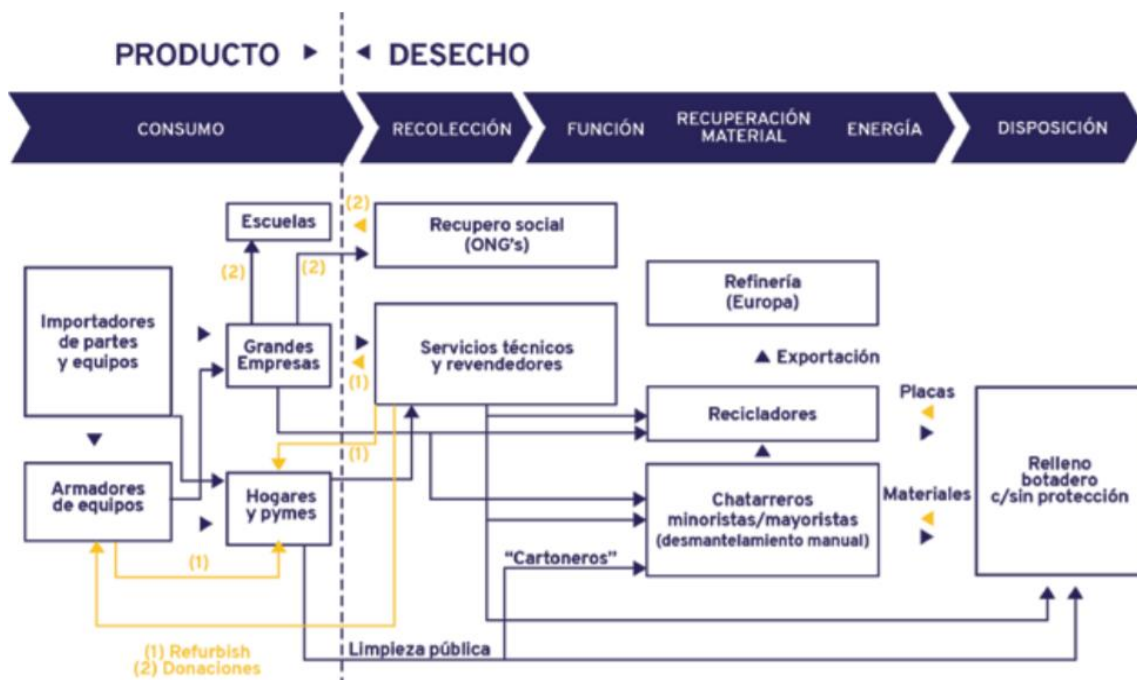 PRODUCTO
DESECHO
CONSUMO
RECOLECCIÓN
FUNCIÓN
RECUPERACIÓN
MATERIAL
ENERGÍA
DISPOSICIÓN
Escuelas
(2)
Recupero social
(ONG's)
(2)
(2)
Importadores
de partes
y equipos
Grandes
Empresas
Servicios técnicos
y revendedores
(1)
Refinería
(Europa)
Exportación
Recicladores
Placas
(1)
Armadores
de equipos
Hogares
y pymes
Chatarreros
minoristas/mayoristas
(desmantelamiento manual)
Materiales
Relleno
botadero
c/sin protección
(1)
"Cartoneros"
(1) Refurbish
(2) Donaciones
Limpieza pública